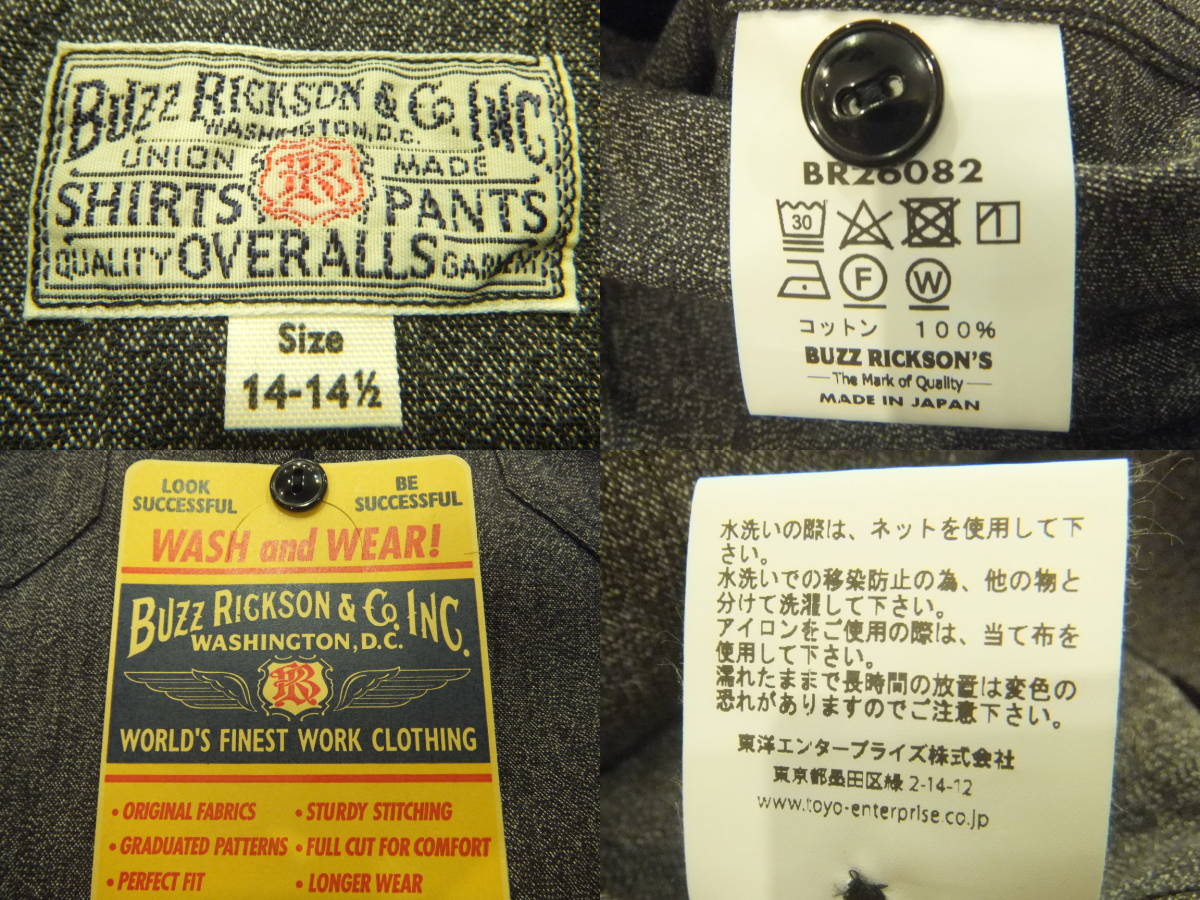 BUZZ RICKSON & Co. INC.
WASHINGTON, D.C.
UNION MADE
BR
SHIRTS PANTS
QUALITY OVERALLS GARMENT
Size
14-14½
BR26082
30
1
F W
コットン 100%
BUZZ RICKSON'S
The Mark of Quality
MADE IN JAPAN
LOOK SUCCESSFUL
BE SUCCESSFUL
WASH and WEAR!
BUZZ RICKSON & Co. INC.
WASHINGTON, D.C.
BR
WORLD'S FINEST WORK CLOTHING
• ORIGINAL FABRICS • STURDY STITCHING
• GRADUATED PATTERNS • FULL CUT FOR COMFORT
• PERFECT FIT • LONGER WEAR
水洗いの際は、ネットを使用して下
さい。
水洗いでの移染防止の為、他の物と
分けて洗濯して下さい。
アイロンをご使用の際は、当て布を
使用して下さい。
濡れたままで長時間の放置は変色の
恐れがありますのでご注意下さい。
東洋エンタープライズ株式会社
東京都墨田区緑 2-14-12
www.toyo-enterprise.co.jp